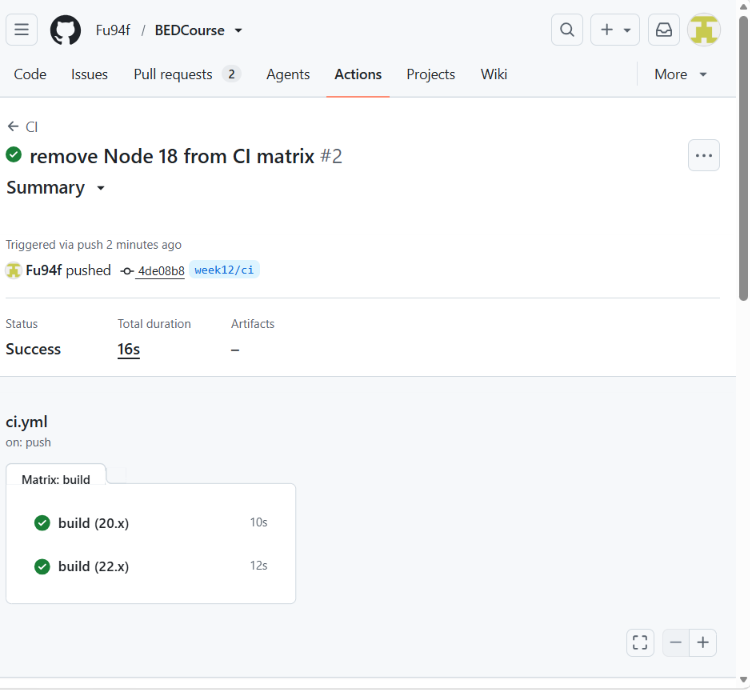 Fu94f / BEDCourse
Code Issues Pull requests 2 Agents Actions Projects Wiki More
CI
remove Node 18 from CI matrix #2
Summary
Triggered via push 2 minutes ago
Fu94f pushed 4de08b8 week12/ci
Status Total duration Artifacts
Success 16s –
ci.yml
on: push
Matrix: build
build (20.x) 10s
build (22.x) 12s